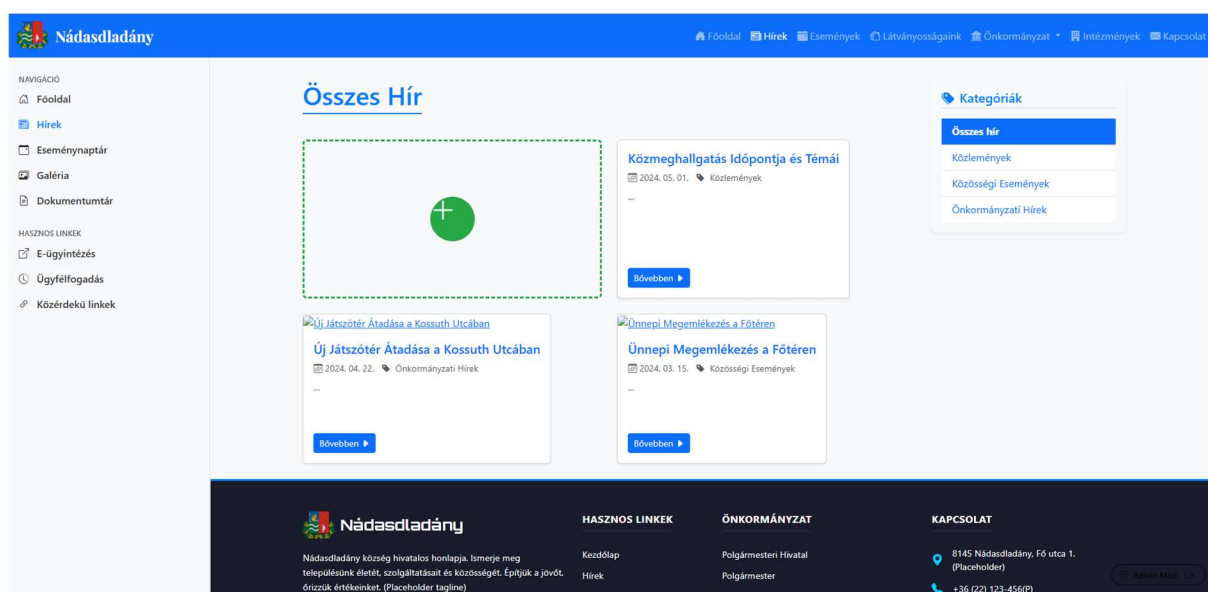 Nádasdladány
Főoldal Hírek Események Látványosságaink Önkormányzat Intézmények Kapcsolat
NAVIGÁCIÓ
Főoldal
Hírek
Eseménynaptár
Galéria
Dokumentumtár
HASZNOS LINKEK
E-ügyintézés
Ügyfélfogadás
Közérdekű linkek
Összes Hír
Közmeghallgatás Időpontja és Témái
2024. 05. 01. Közlemények
...
Bővebben
Új Játszótér Átadása a Kossuth Utcában
Új Játszótér Átadása a Kossuth Utcában
2024. 04. 22. Önkormányzati Hírek
...
Bővebben
Ünnepi Megemlékezés a Főtéren
Ünnepi Megemlékezés a Főtéren
2024. 03. 15. Közösségi Események
...
Bővebben
Kategóriák
Összes hír
Közlemények
Közösségi Események
Önkormányzati Hírek
Nádasdladány
Nádasdladány község hivatalos honlapja. Ismerje meg
településünk életét, szolgáltatásait és közösségét. Építjük a jövőt,
őrizzük értékeinket. (Placeholder tagline)
HASZNOS LINKEK
Kezdőlap
Hírek
ÖNKORMÁNYZAT
Polgármesteri Hivatal
Polgármester
KAPCSOLAT
8145 Nádasdladány, Fő utca 1.
(Placeholder)
+36 (22) 123-456(P)
Admin Mód